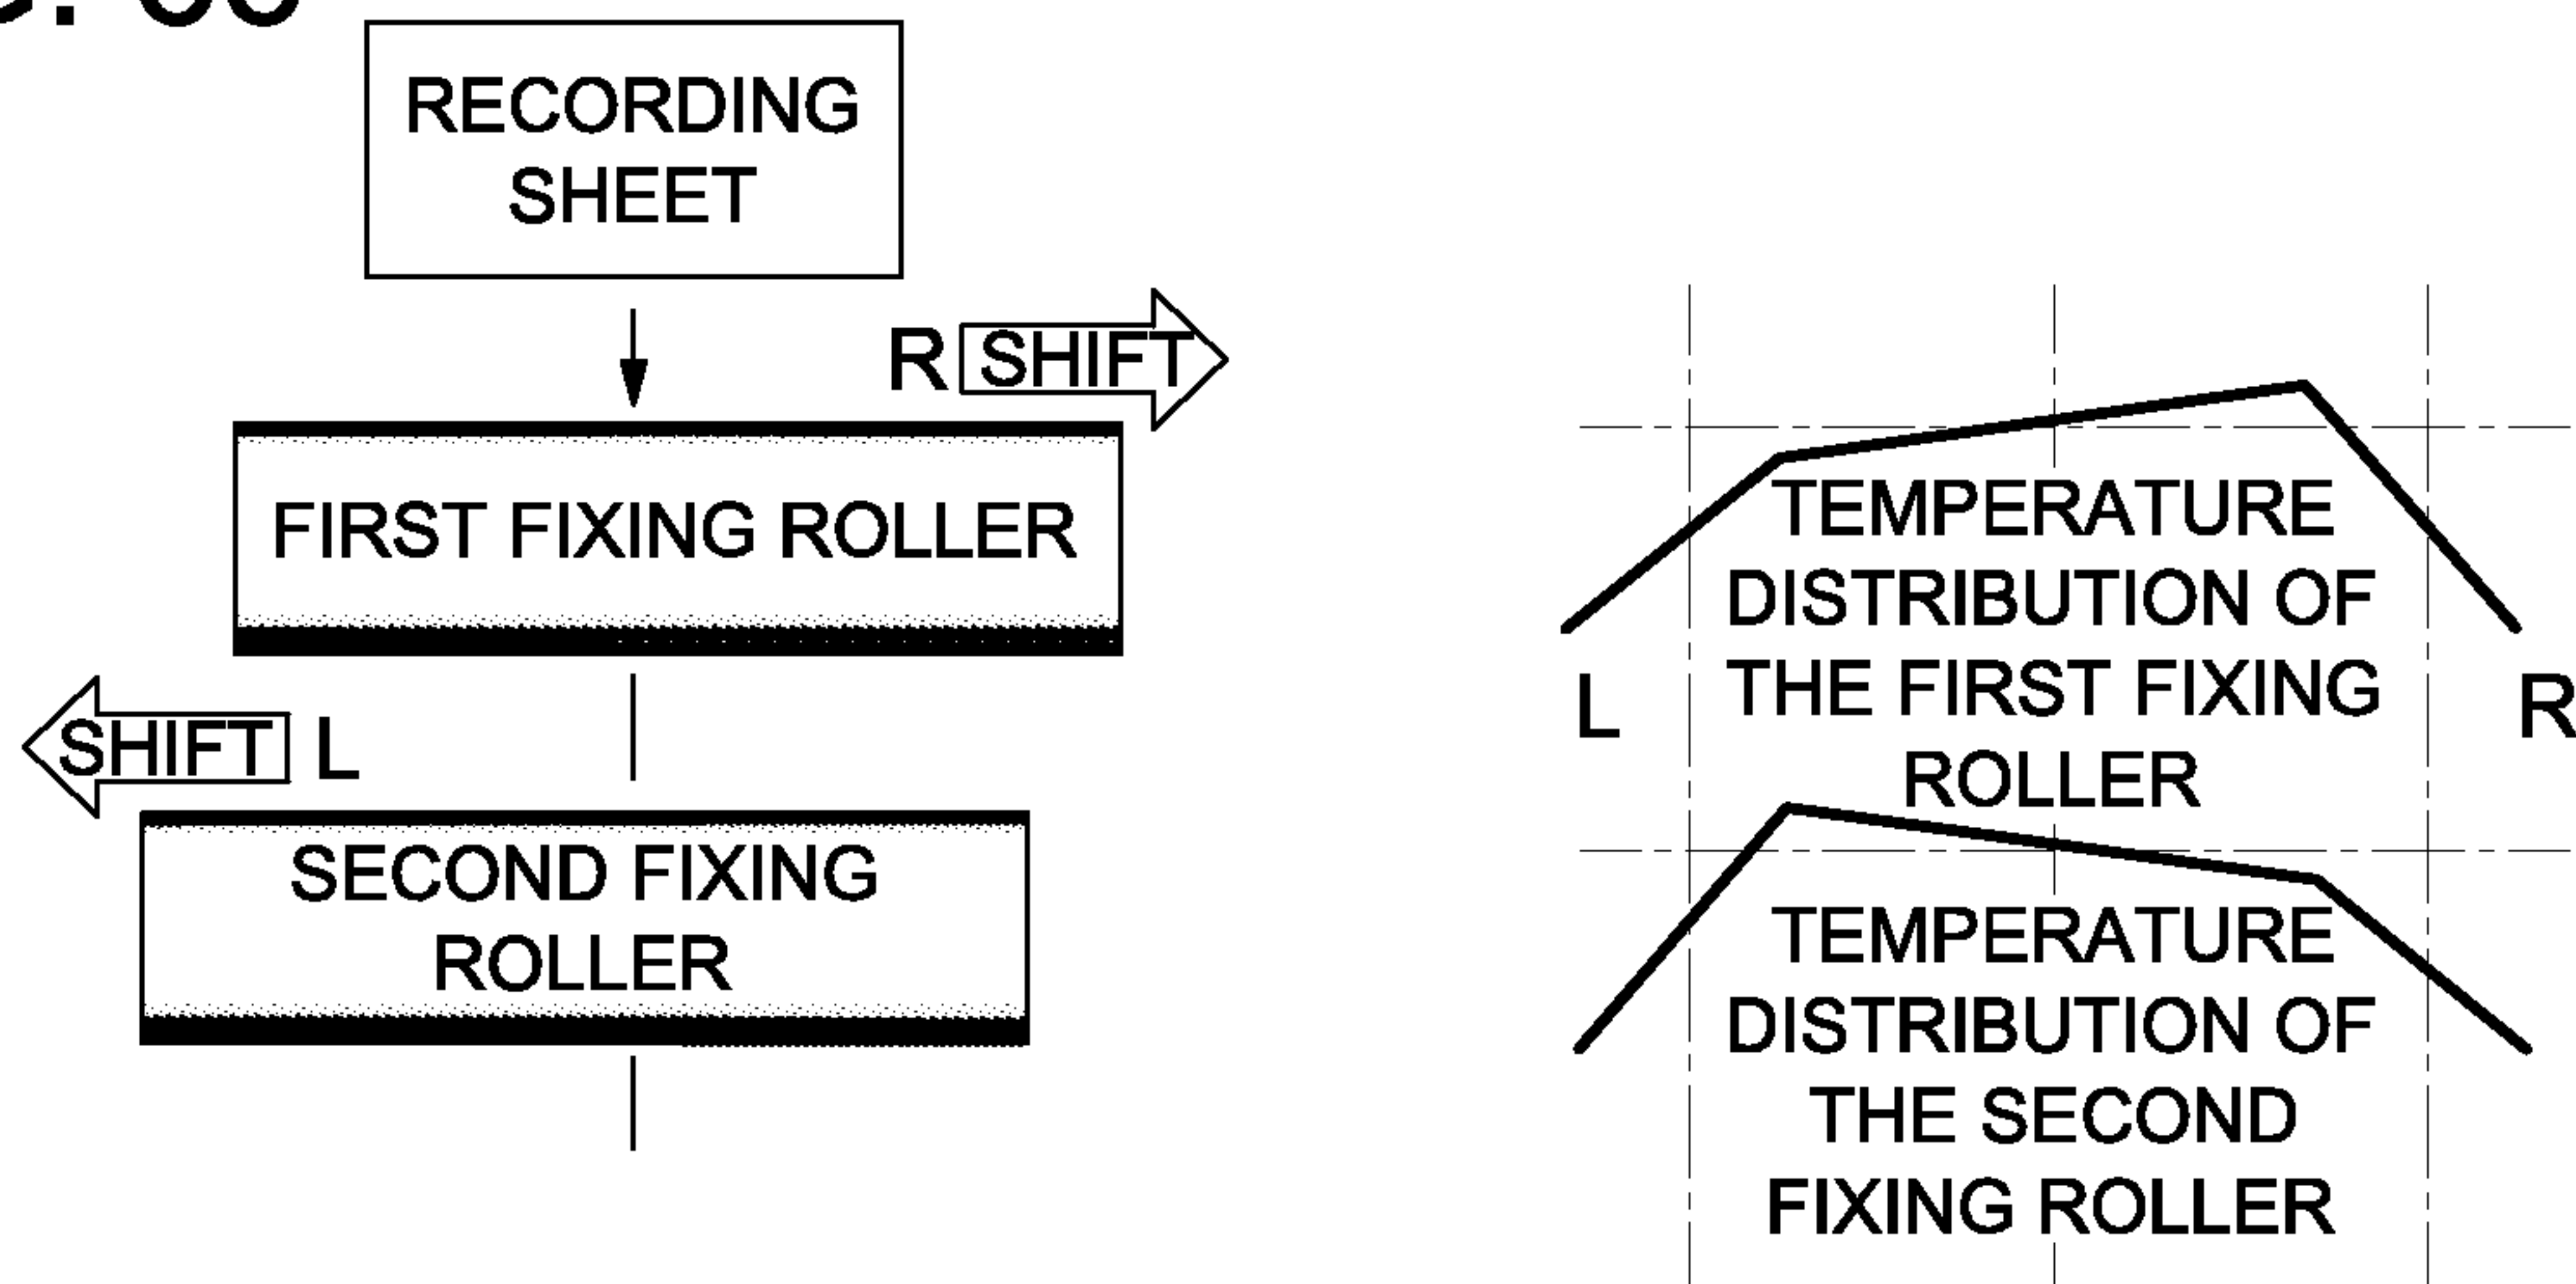 RECORDING
SHEET
R SHIFT
FIRST FIXING ROLLER
SHIFT L
SECOND FIXING
ROLLER
TEMPERATURE
DISTRIBUTION OF
THE FIRST FIXING
ROLLER
L
R
TEMPERATURE
DISTRIBUTION OF
THE SECOND
FIXING ROLLER